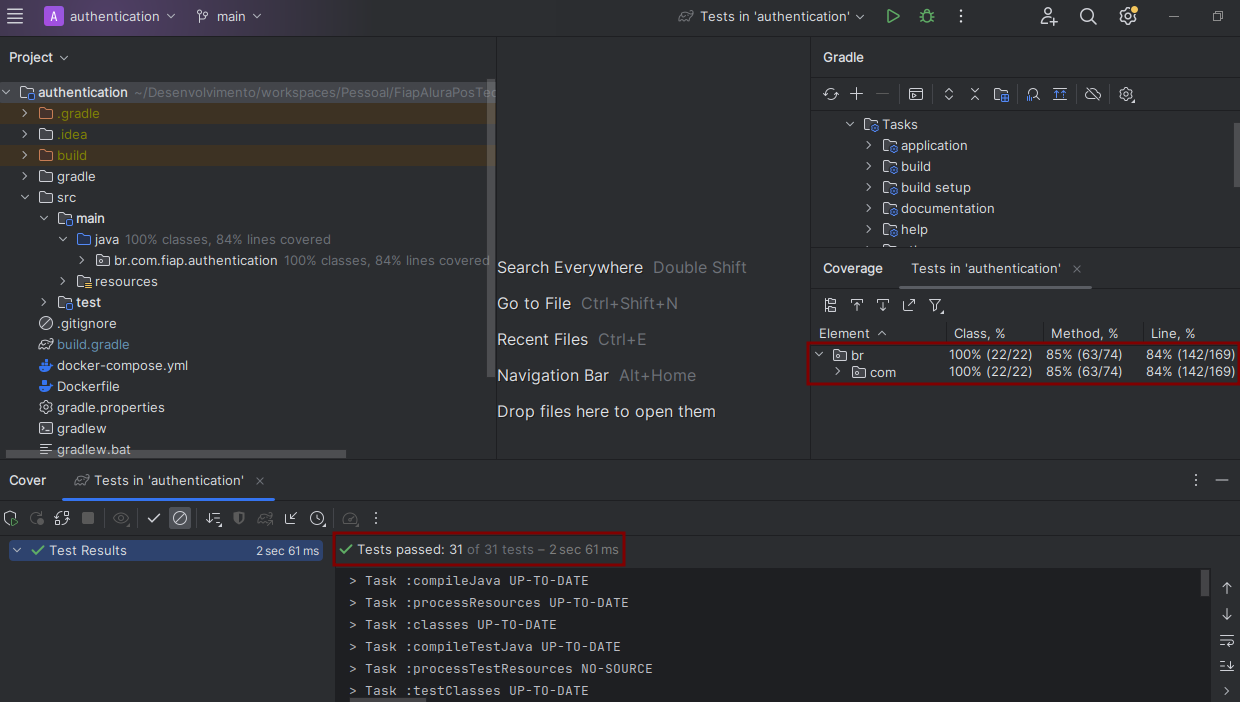 A authentication main Tests in 'authentication'
Project
authentication ~/Desenvolvimento/workspaces/Pessoal/FiapAluraPosTec
.gradle
.idea
build
gradle
src
main
java 100% classes, 84% lines covered
br.com.fiap.authentication 100% classes, 84% lines covered
resources
test
.gitignore
build.gradle
docker-compose.yml
Dockerfile
gradle.properties
gradlew
gradlew.bat
Search Everywhere Double Shift
Go to File Ctrl+Shift+N
Recent Files Ctrl+E
Navigation Bar Alt+Home
Drop files here to open them
Gradle
Tasks
application
build
build setup
documentation
help
Coverage Tests in 'authentication'
Element Class, % Method, % Line, %
br 100% (22/22) 85% (63/74) 84% (142/169)
com 100% (22/22) 85% (63/74) 84% (142/169)
Cover Tests in 'authentication'
Test Results 2 sec 61 ms
Tests passed: 31 of 31 tests – 2 sec 61 ms
> Task :compileJava UP-TO-DATE
> Task :processResources UP-TO-DATE
> Task :classes UP-TO-DATE
> Task :compileTestJava UP-TO-DATE
> Task :processTestResources NO-SOURCE
> Task :testClasses UP-TO-DATE